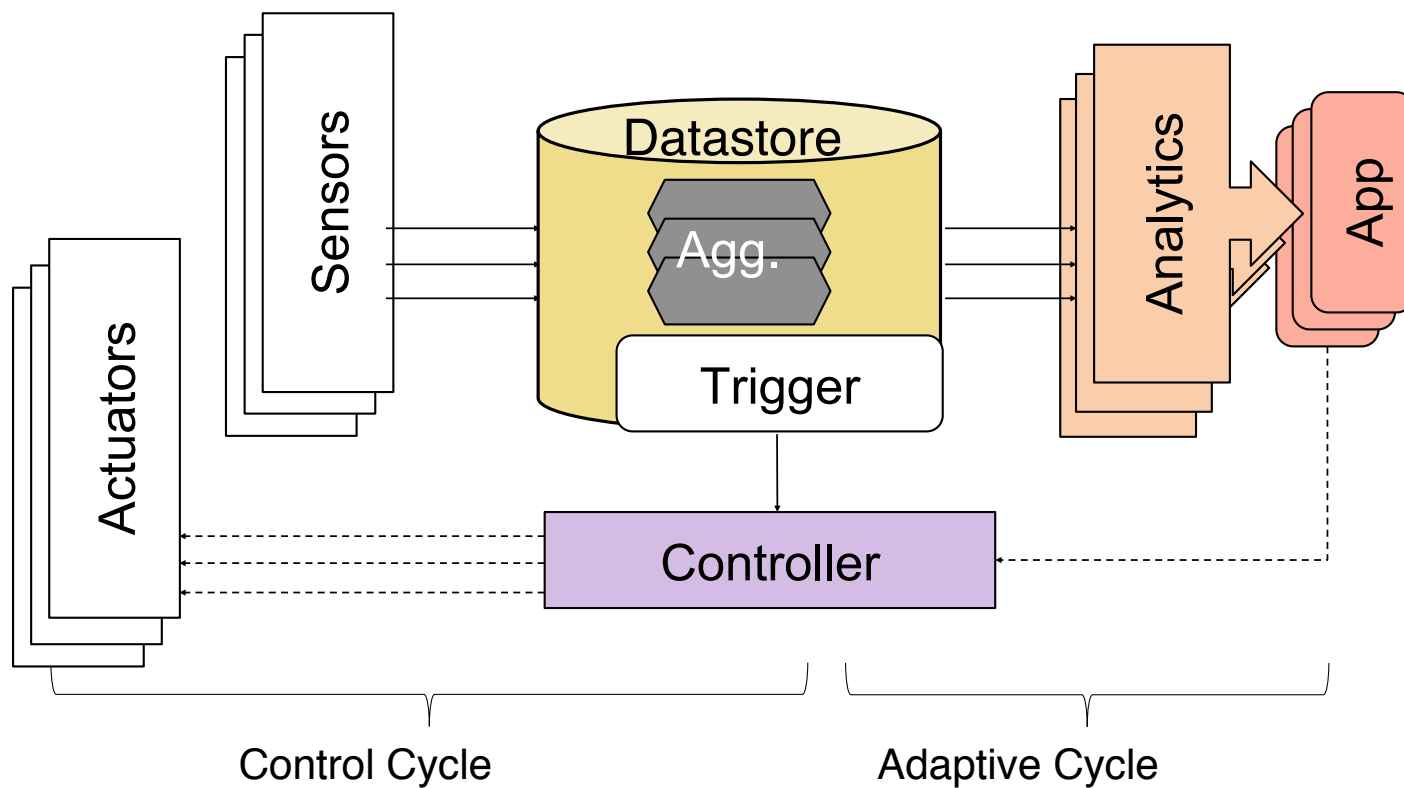 Sensors
Datastore
Agg.
Trigger
Analytics
App
Actuators
Controller
Control Cycle
Adaptive Cycle